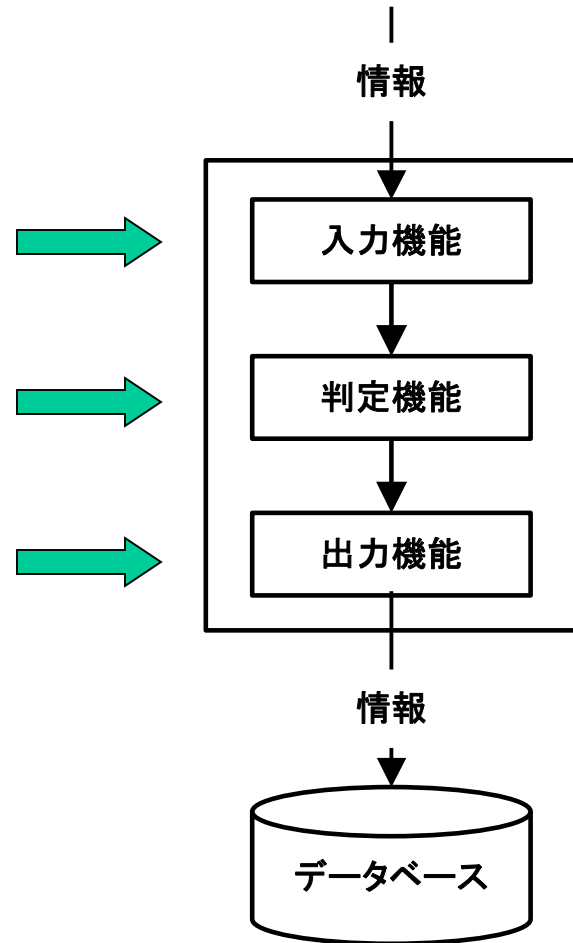 情報
入力機能
判定機能
出力機能
情報
データベース